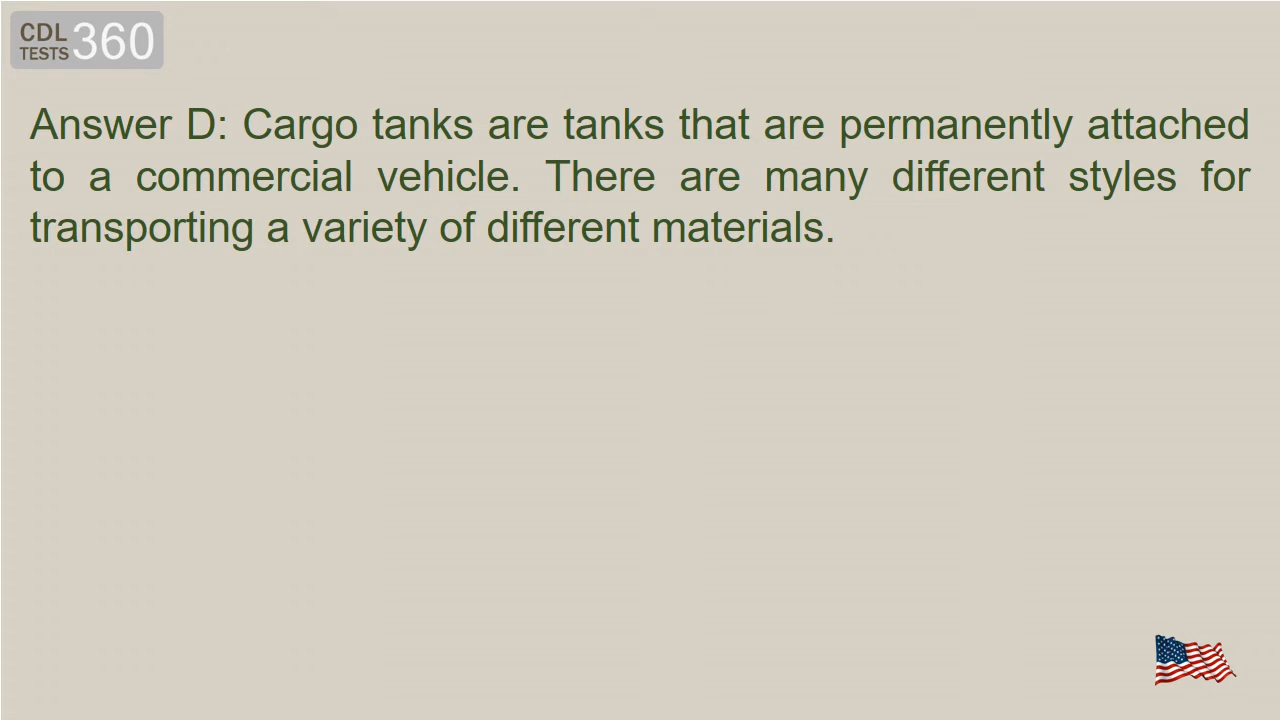 CDL
TESTS 360
Answer D: Cargo tanks are tanks that are permanently attached
to a commercial vehicle. There are many different styles for
transporting a variety of different materials.